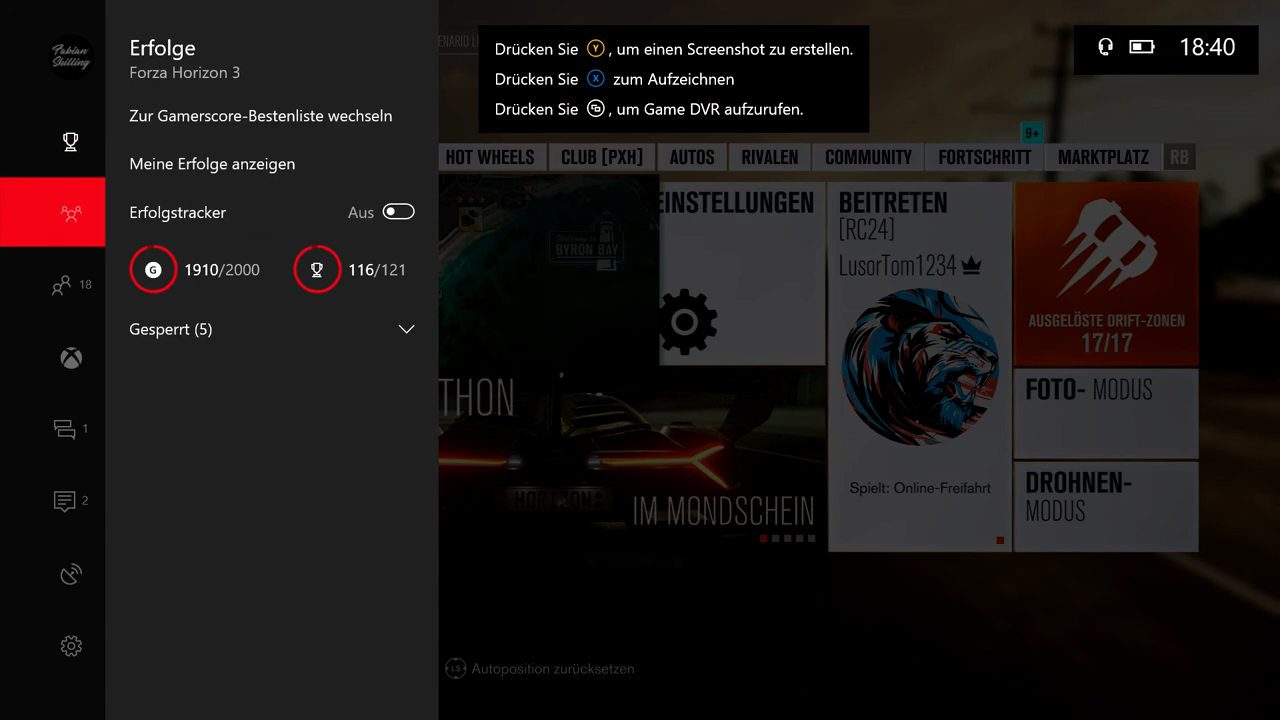 Fabian
Skilling
Erfolge
Forza Horizon 3
Zur Gamerscore-Bestenliste wechseln
Meine Erfolge anzeigen
Erfolgstracker Aus
G 1910/2000 116/121
Gesperrt (5)
18
1
2
Drücken Sie Y, um einen Screenshot zu erstellen.
Drücken Sie X zum Aufzeichnen
Drücken Sie , um Game DVR aufzurufen.
18:40
9+
HOT WHEELS CLUB [PXH] AUTOS RIVALEN COMMUNITY FORTSCHRITT MARKTPLATZ RB
Welcome to
BYRON BAY
THON
HORIZON
IM MONDSCHEIN
EINSTELLUNGEN
BEITRETEN
[RC24]
LusorTom1234
Spielt: Online-Freifahrt
AUSGELÖSTE DRIFT-ZONEN
17/17
FOTO- MODUS
DROHNEN-
MODUS
LS Autoposition zurücksetzen